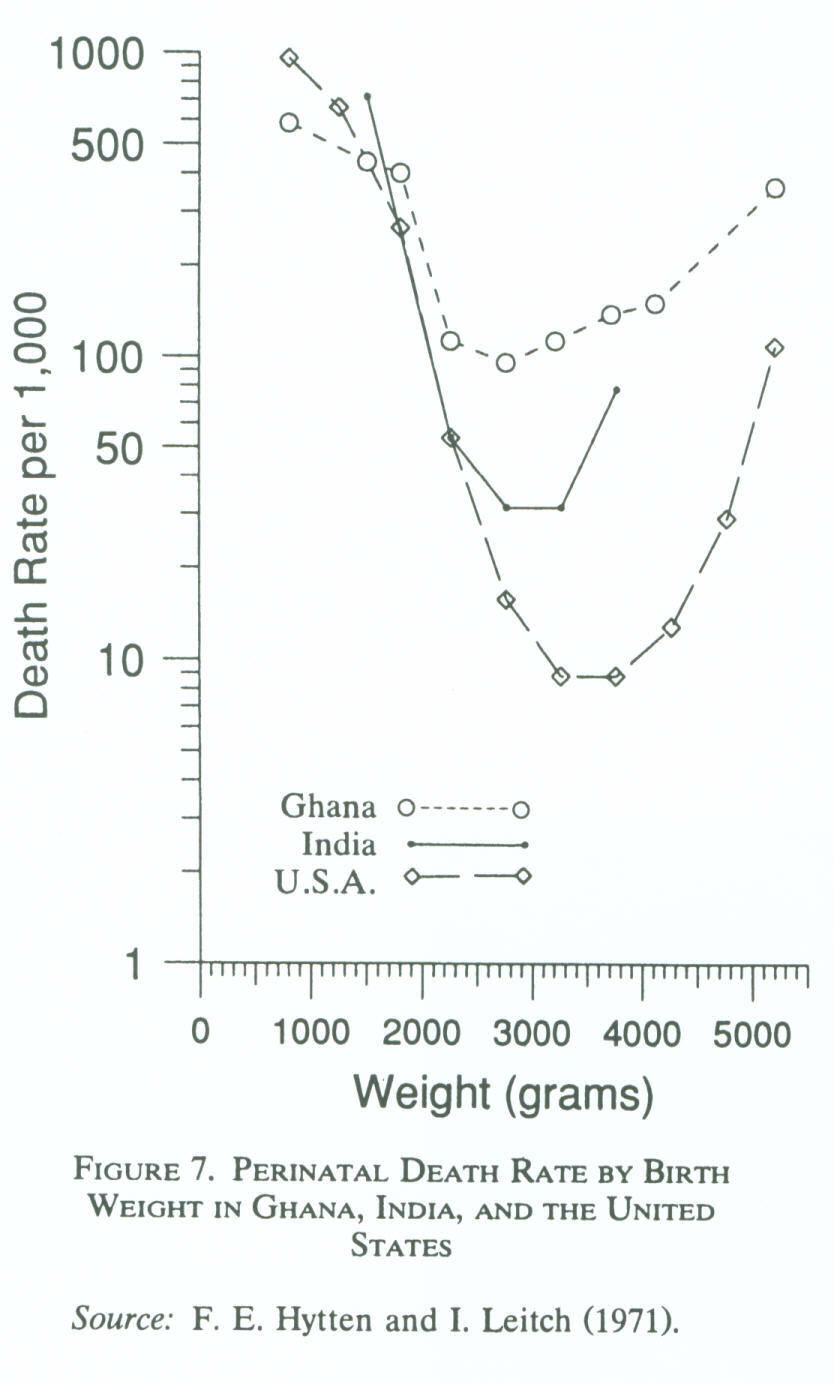 1000
500
100
50
10
1
Death Rate per 1,000
Ghana
India
U.S.A.
0 1000 2000 3000 4000 5000
Weight (grams)
FIGURE 7. PERINATAL DEATH RATE BY BIRTH
WEIGHT IN GHANA, INDIA, AND THE UNITED
STATES
Source: F. E. Hytten and I. Leitch (1971).